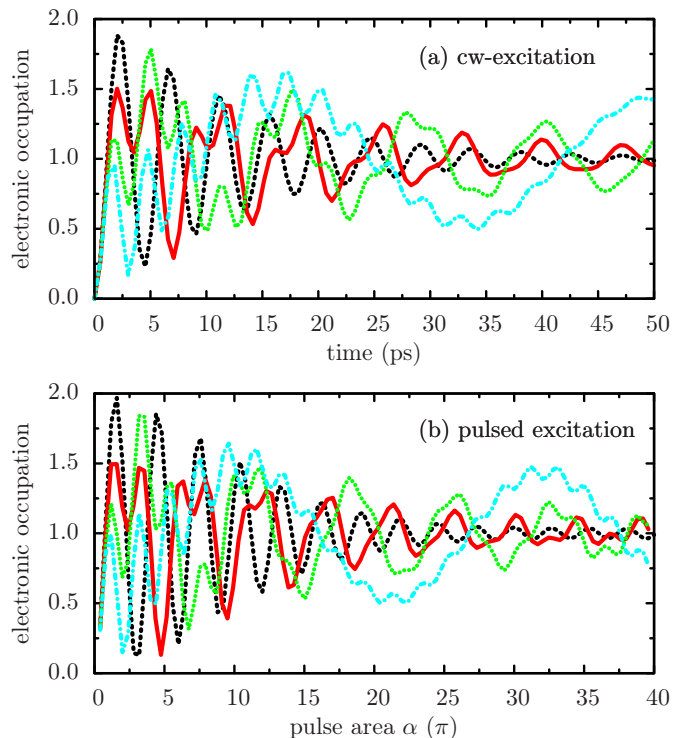 2.0
(a) cw-excitation
1.5
1.0
0.5
0.0
electronic occupation
0 5 10 15 20 25 30 35 40 45 50
time (ps)
2.0
(b) pulsed excitation
1.5
1.0
0.5
0.0
electronic occupation
0 5 10 15 20 25 30 35 40
pulse area α (π)